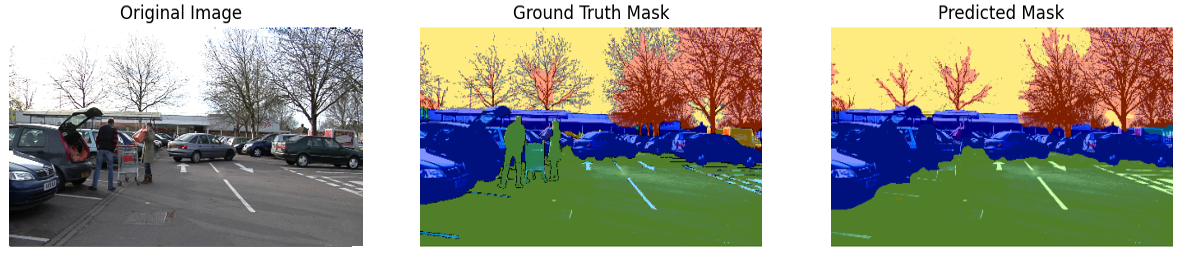 Original Image
Ground Truth Mask
Predicted Mask